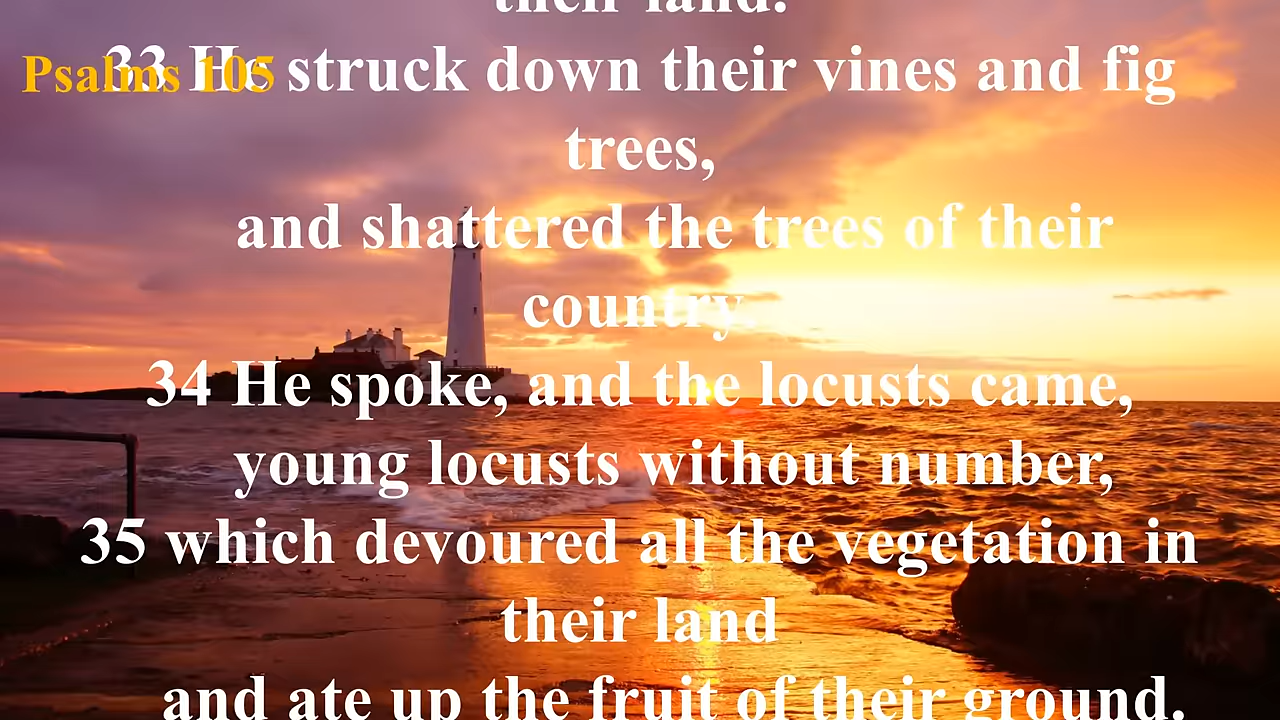 their land.
Psalms 105
33 He struck down their vines and fig
trees,
and shattered the trees of their
country.
34 He spoke, and the locusts came,
young locusts without number,
35 which devoured all the vegetation in
their land
and ate up the fruit of their ground.